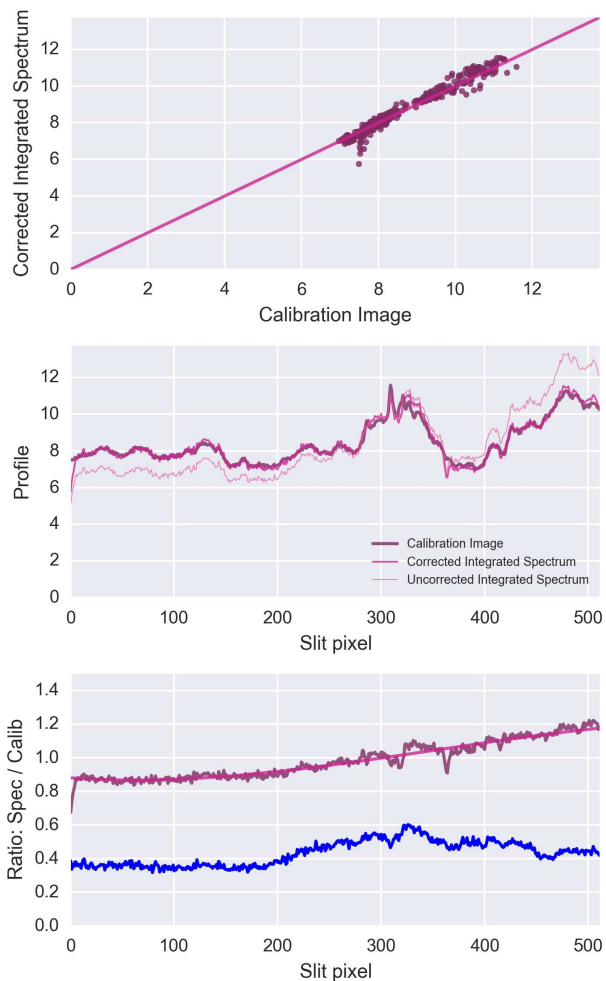 Corrected Integrated Spectrum
12
10
8
6
4
2
0
0 2 4 6 8 10 12
Calibration Image
Profile
12
10
8
6
4
2
0
Calibration Image
Corrected Integrated Spectrum
Uncorrected Integrated Spectrum
0 100 200 300 400 500
Slit pixel
Ratio: Spec / Calib
1.4
1.2
1.0
0.8
0.6
0.4
0.2
0.0
0 100 200 300 400 500
Slit pixel